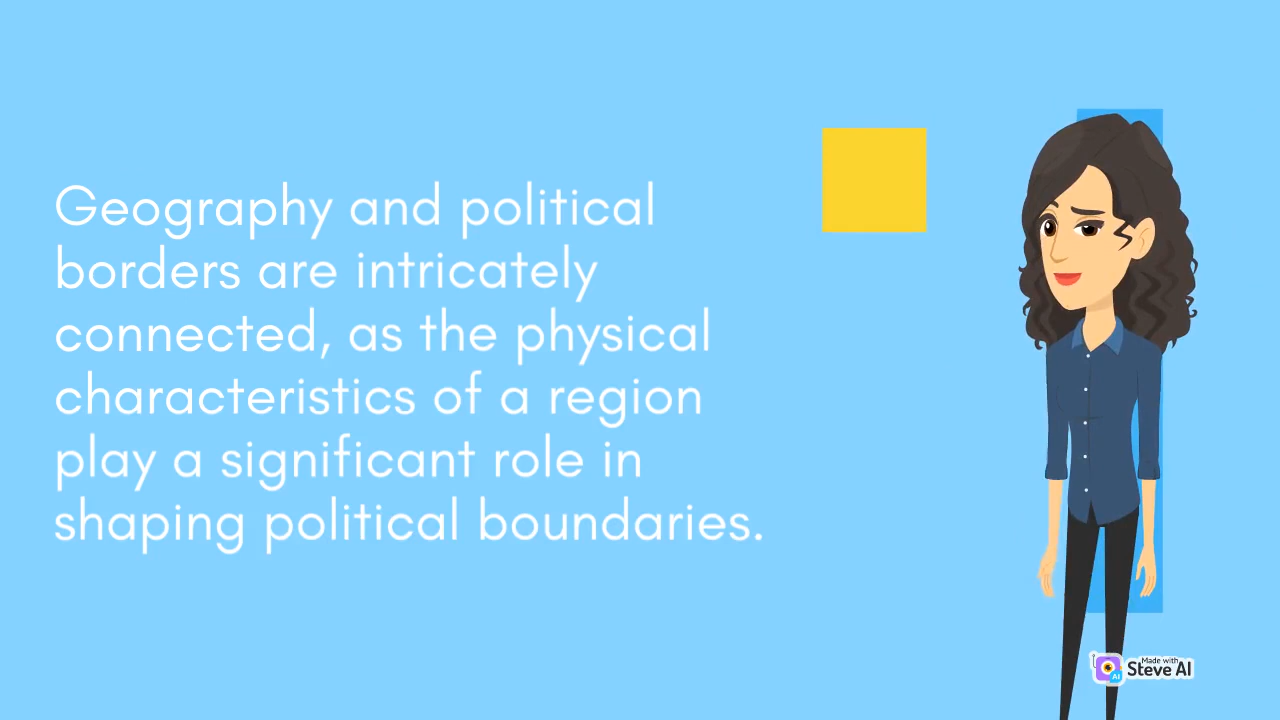 Geography and political
borders are intricately
connected, as the physical
characteristics of a region
play a significant role in
shaping political boundaries.
Made with
Steve AI
AI